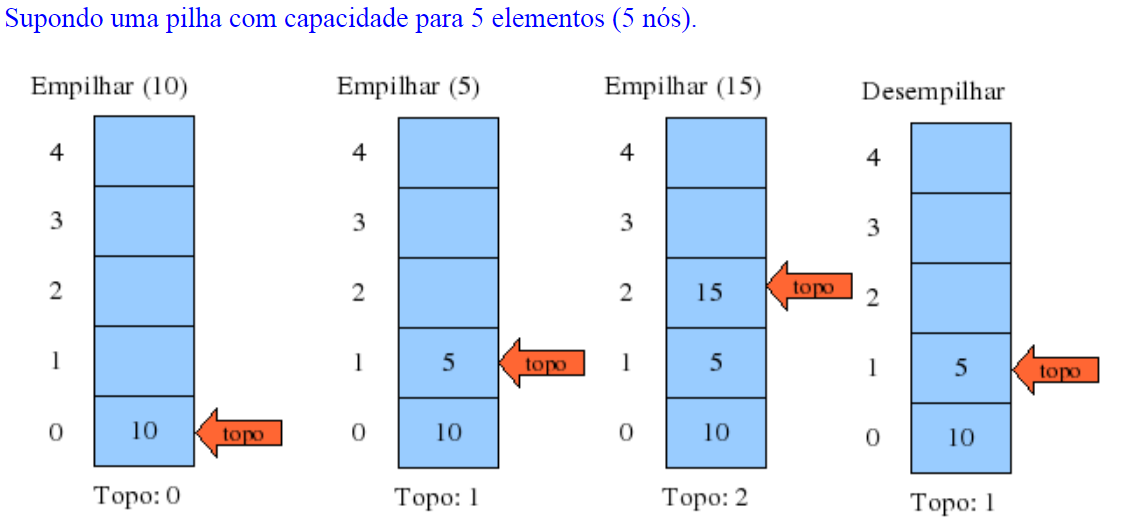 Supondo uma pilha com capacidade para 5 elementos (5 nós).
Empilhar (10)
4
3
2
1
0
10
topo
Topo: 0
Empilhar (5)
4
3
2
1
5
topo
0
10
Topo: 1
Empilhar (15)
4
3
2
15
topo
1
5
0
10
Topo: 2
Desempilhar
4
3
2
1
5
topo
0
10
Topo: 1